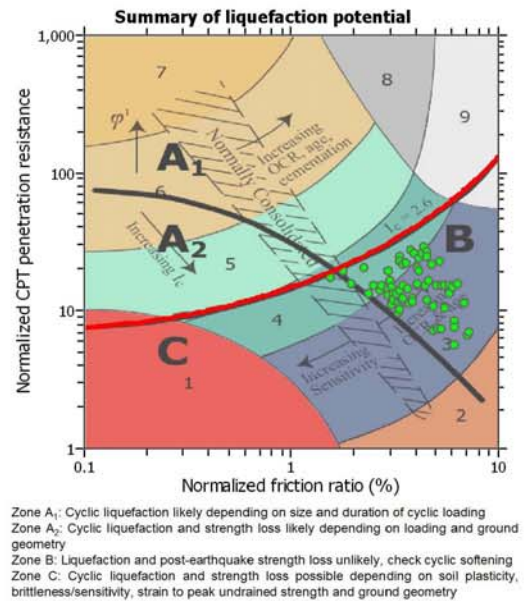 Summary of liquefaction potential
1,000
7
8
9
φ'
A1
Normally Consolidated
Increasing
OCR, age,
cementation
100
6
A2
Increasing Ic
5
Ic = 2.6
B
Normalized CPT penetration resistance
10
4
C
1
Increasing
Sensitivity
Increasing
3
2
1
0.1
1
10
Normalized friction ratio (%)
Zone A1: Cyclic liquefaction likely depending on size and duration of cyclic loading
Zone A2: Cyclic liquefaction and strength loss likely depending on loading and ground
geometry
Zone B: Liquefaction and post-earthquake strength loss unlikely, check cyclic softening
Zone C: Cyclic liquefaction and strength loss possible depending on soil plasticity,
brittleness/sensitivity, strain to peak undrained strength and ground geometry